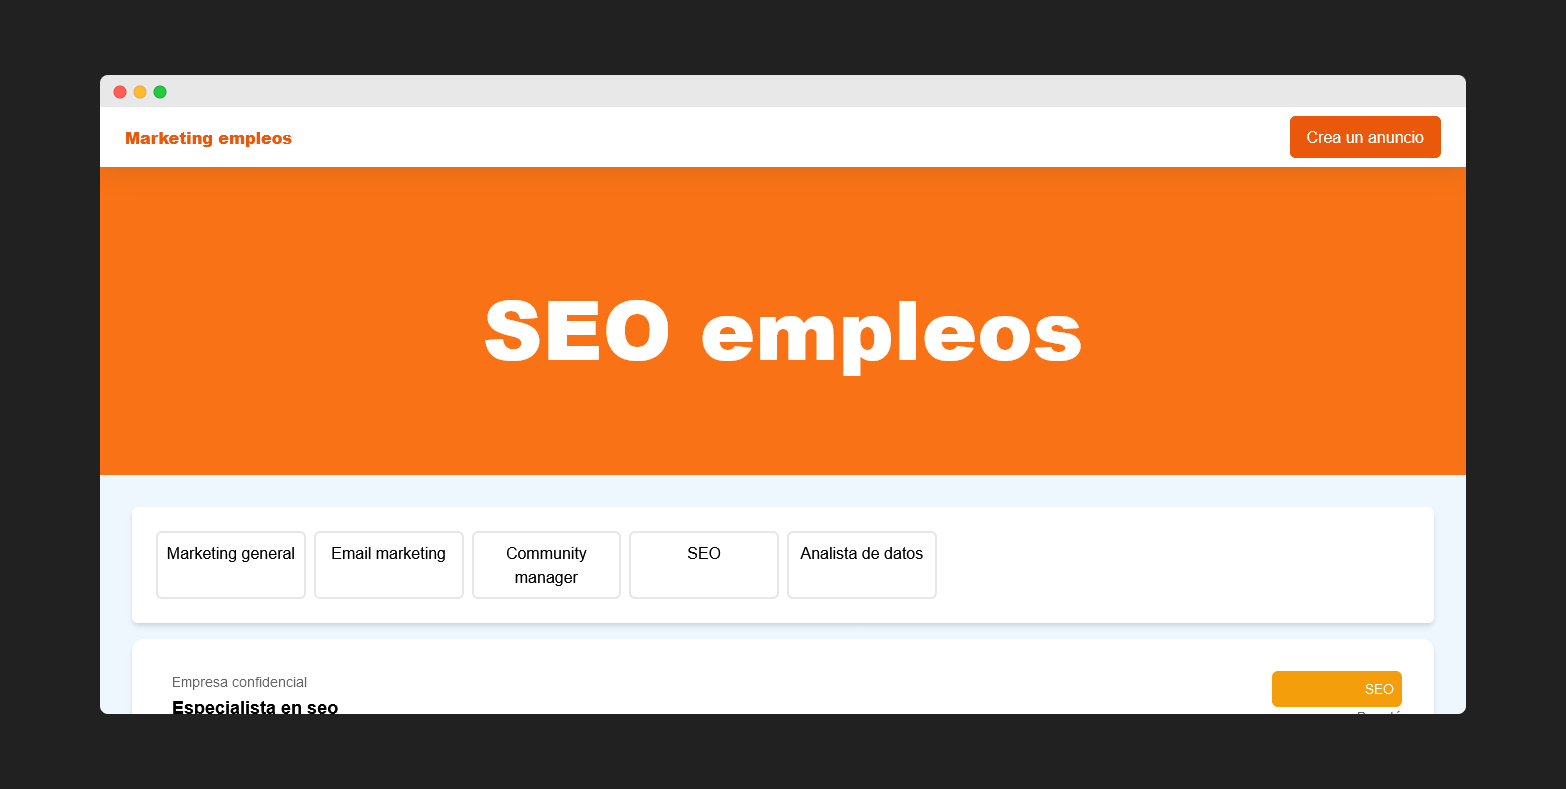 Marketing empleos
Crea un anuncio
SEO empleos
Marketing general
Email marketing
Community
manager
SEO
Analista de datos
Empresa confidencial
SEO
Especialista en seo